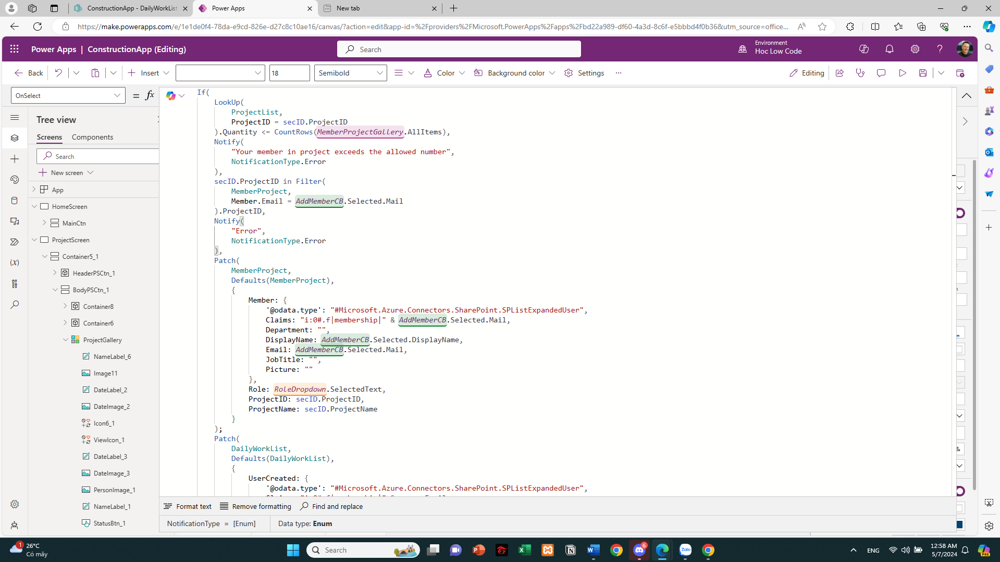 ConstructionApp - DailyWorkList
Power Apps
New tab
https://make.powerapps.com/e/1e1de0f4-78da-e9cd-826e-d27c8c10ae16/canvas/?action=edit&app-id=%2Fproviders%2FMicrosoft.PowerApps%2Fapps%2Fbd22a989-df60-4a3d-8c6f-e5bbbd4f0b36&utm_source=office...
Power Apps | ConstructionApp (Editing)
Search
Environment
Hoc Low Code
Back
Insert
18
Semibold
Color
Background color
Settings
Editing
OnSelect
= fx
Tree view
Screens Components
Search
New screen
App
HomeScreen
MainCtn
ProjectScreen
Container5_1
HeaderPSCtn_1
BodyPSCtn_1
Container8
Container6
ProjectGallery
NameLabel_6
Image11
DateLabel_2
DateImage_2
Icon6_1
ViewIcon_1
DateLabel_3
DateImage_3
PersonImage_1
NameLabel_1
StatusBtn_1
If(
LookUp(
ProjectList,
ProjectID = secID.ProjectID
).Quantity <= CountRows(MemberProjectGallery.AllItems),
Notify(
"Your member in project exceeds the allowed number",
NotificationType.Error
),
secID.ProjectID in Filter(
MemberProject,
Member.Email = AddMemberCB.Selected.Mail
).ProjectID,
Notify(
"Error",
NotificationType.Error
),
Patch(
MemberProject,
Defaults(MemberProject),
{
Member: {
'@odata.type': "#Microsoft.Azure.Connectors.SharePoint.SPListExpandedUser",
Claims: "i:0#.f|membership|" & AddMemberCB.Selected.Mail,
Department: "",
DisplayName: AddMemberCB.Selected.DisplayName,
Email: AddMemberCB.Selected.Mail,
JobTitle: "",
Picture: ""
},
Role: RoleDropdown.SelectedText,
ProjectID: secID.ProjectID,
ProjectName: secID.ProjectName
}
);
Patch(
DailyWorkList,
Defaults(DailyWorkList),
{
UserCreated: {
'@odata.type': "#Microsoft.Azure.Connectors.SharePoint.SPListExpandedUser",
Format text
Remove formatting
Find and replace
NotificationType = [Enum]
Data type: Enum
1
26°C
Có mây
Search
6
Zalo
ENG
12:58 AM
5/7/2024
PRE